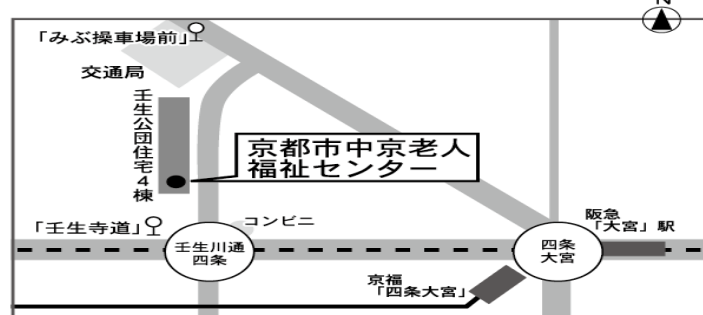 N
「みぶ操車場前」
交通局
壬生公団住宅4棟
京都市中京老人
福祉センター
「壬生寺道」
コンビニ
壬生川通
四条
四条
大宮
阪急
「大宮」駅
京福
「四条大宮」